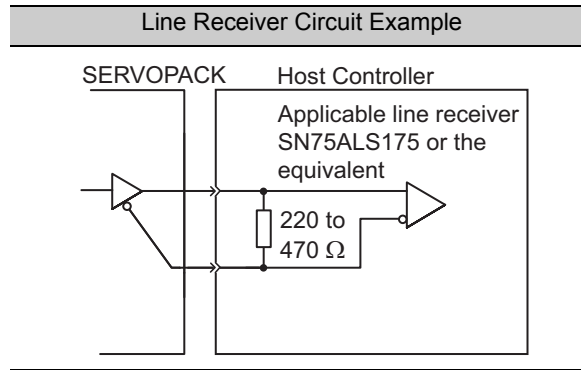 Line Receiver Circuit Example
SERVOPACK
Host Controller
Applicable line receiver
SN75ALS175 or the
equivalent
220 to
470 Ω